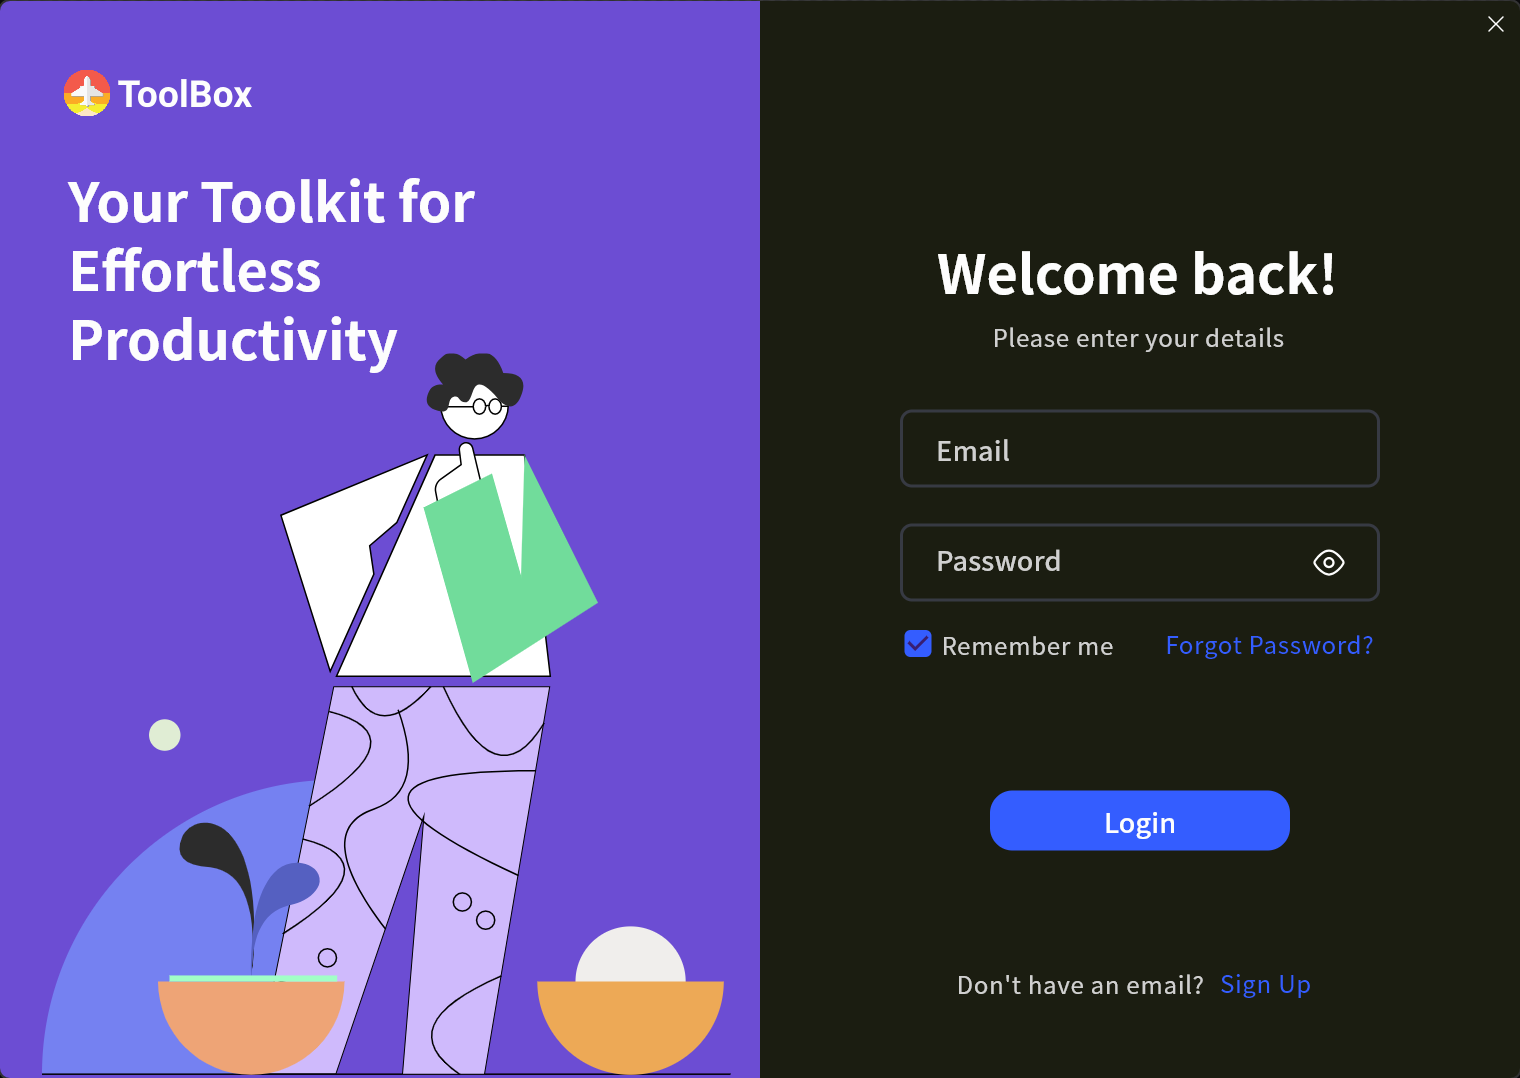 ToolBox
Your Toolkit for
Effortless
Productivity
Welcome back!
Please enter your details
Email
Password
Remember me
Forgot Password?
Login
Don't have an email? Sign Up